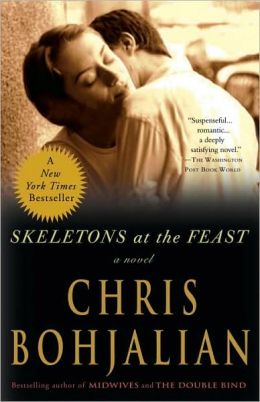 "Suspenseful...
romantic...
a deeply
satisfying novel."
—THE WASHINGTON
POST BOOK WORLD
A
New York Times
Bestseller
SKELETONS at the FEAST
a novel
CHRIS
BOHJALIAN
Bestselling author of MIDWIVES and THE DOUBLE BIND